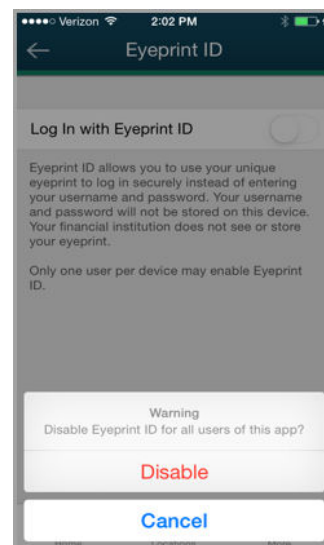 Verizon 2:02 PM
Eyeprint ID
Log In with Eyeprint ID
Eyeprint ID allows you to use your unique
eyeprint to log in securely instead of entering
your username and password. Your username
and password will not be stored on this device.
Your financial institution does not see or store
your eyeprint.
Only one user per device may enable Eyeprint
ID.
Warning
Disable Eyeprint ID for all users of this app?
Disable
Cancel
Home Locations More